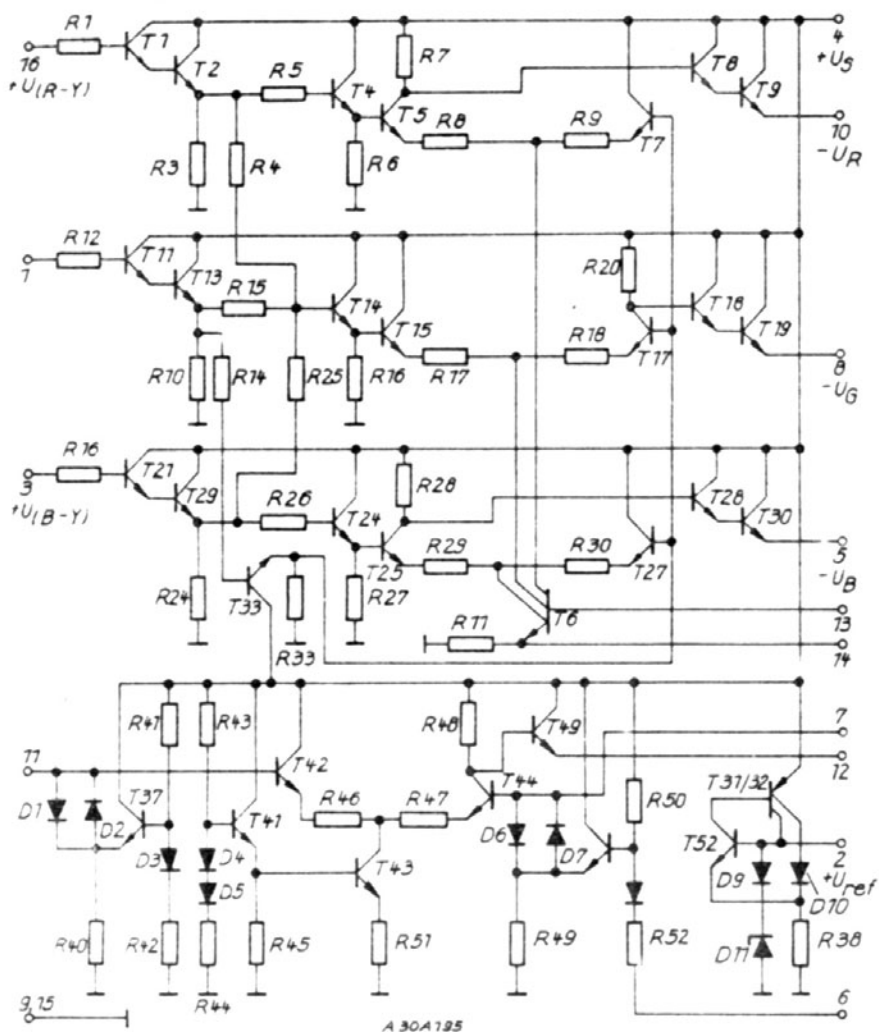 R1
16
+U(R-Y)
T1
T2
R3
R4
R5
T4
T5
R6
R7
R8
R9
T7
T8
T9
4
+US
10
-UR
1
R12
T11
T13
R10
R14
R15
R25
T14
T15
R16
R17
R18
R20
T17
T18
T19
8
-UG
3
+U(B-Y)
R16
T21
T29
R24
R26
T24
T25
R27
R28
R29
R30
T27
T28
T30
5
-UB
T33
R33
R11
T6
13
14
11
D1
D2
T37
R40
R41
D3
R42
R43
D4
D5
R44
T41
R45
T42
R46
R47
T43
R51
R48
T49
T44
D6
D7
R49
R50
R52
7
12
T31/32
T52
2
+Uref
D9
D10
D11
R38
6
9,15
A30A195